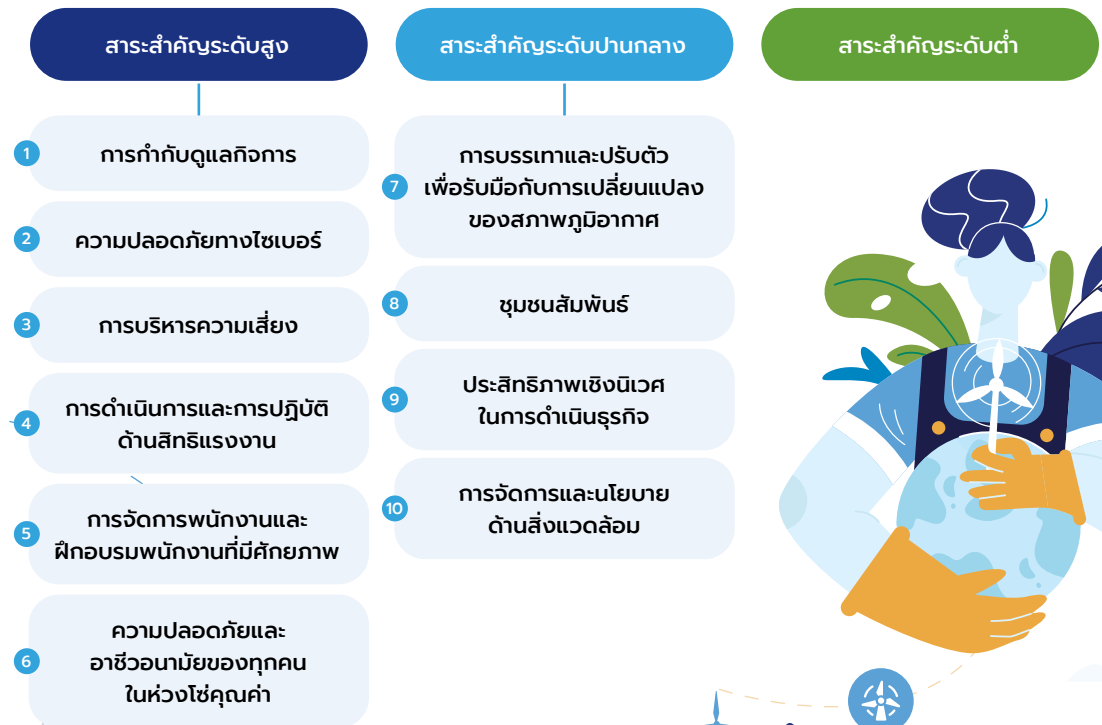 สาระสำคัญระดับสูง
1
การกำกับดูแลกิจการ
2
ความปลอดภัยทางไซเบอร์
3
การบริหารความเสี่ยง
4
การดำเนินการและการปฏิบัติ
ด้านสิทธิแรงงาน
5
การจัดการพนักงานและ
ฝึกอบรมพนักงานที่มีศักยภาพ
6
ความปลอดภัยและ
อาชีวอนามัยของทุกคน
ในห่วงโซ่คุณค่า
สาระสำคัญระดับปานกลาง
7
การบรรเทาและปรับตัว
เพื่อรับมือกับการเปลี่ยนแปลง
ของสภาพภูมิอากาศ
8
ชุมชนสัมพันธ์
9
ประสิทธิภาพเชิงนิเวศ
ในการดำเนินธุรกิจ
10
การจัดการและนโยบาย
ด้านสิ่งแวดล้อม
สาระสำคัญระดับต่ำ